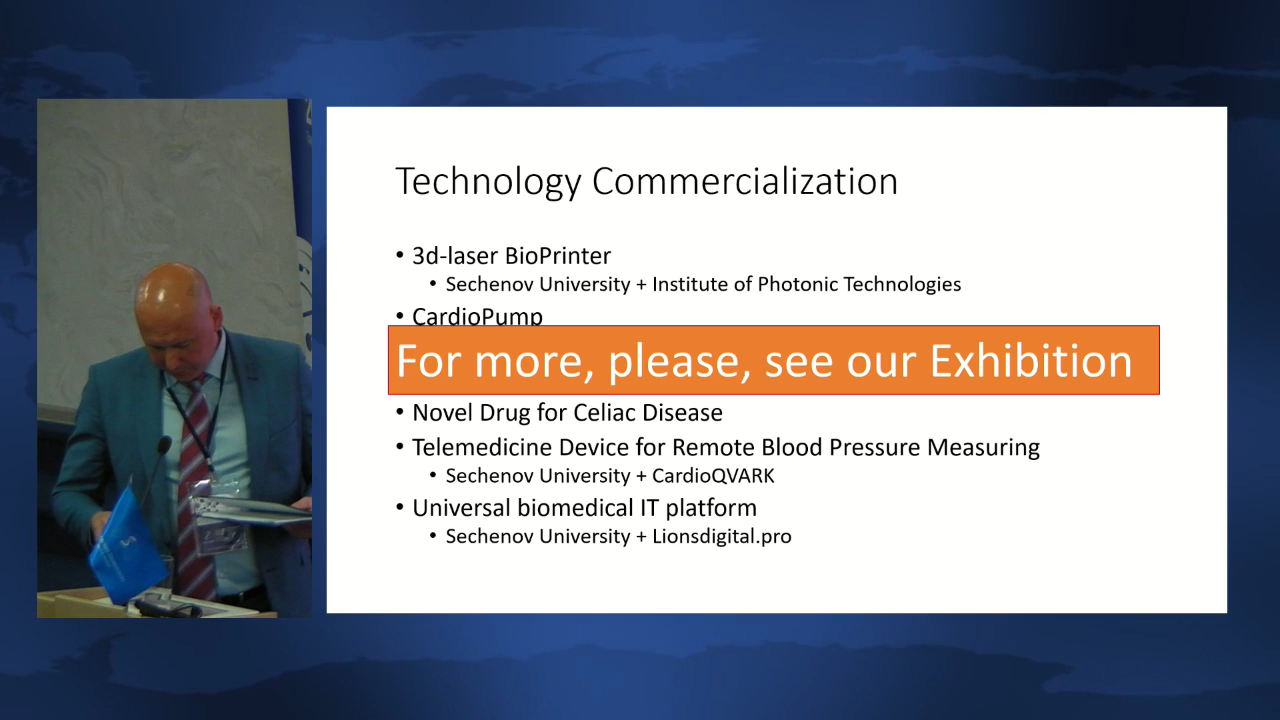 Technology Commercialization
• 3d-laser BioPrinter
• Sechenov University + Institute of Photonic Technologies
• CardioPump
For more, please, see our Exhibition
• Novel Drug for Celiac Disease
• Telemedicine Device for Remote Blood Pressure Measuring
• Sechenov University + CardioQVARK
• Universal biomedical IT platform
• Sechenov University + Lionsdigital.pro